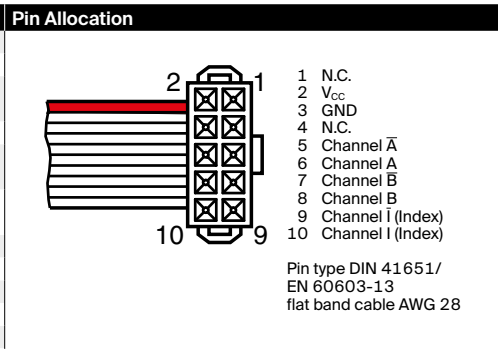 Pin Allocation
2 1
10 9
1 N.C.
2 Vcc
3 GND
4 N.C.
5 Channel A̅
6 Channel A
7 Channel B̅
8 Channel B
9 Channel I̅ (Index)
10 Channel I (Index)
Pin type DIN 41651/
EN 60603-13
flat band cable AWG 28